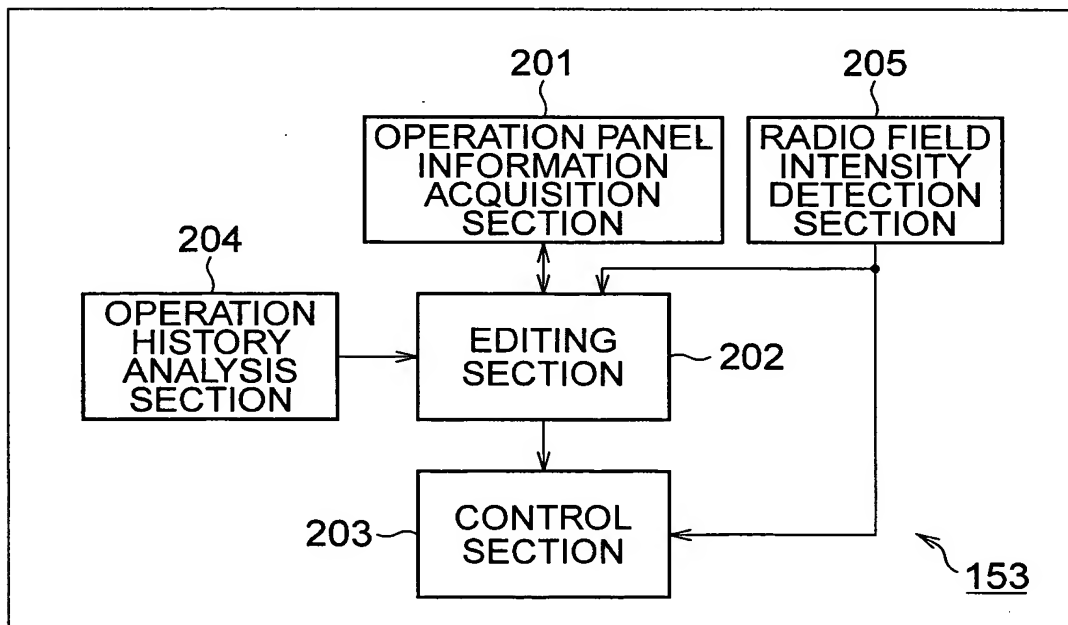 201
205
OPERATION PANEL
INFORMATION
ACQUISITION
SECTION
RADIO FIELD
INTENSITY
DETECTION
SECTION
204
OPERATION
HISTORY
ANALYSIS
SECTION
EDITING
SECTION
202
203
CONTROL
SECTION
153